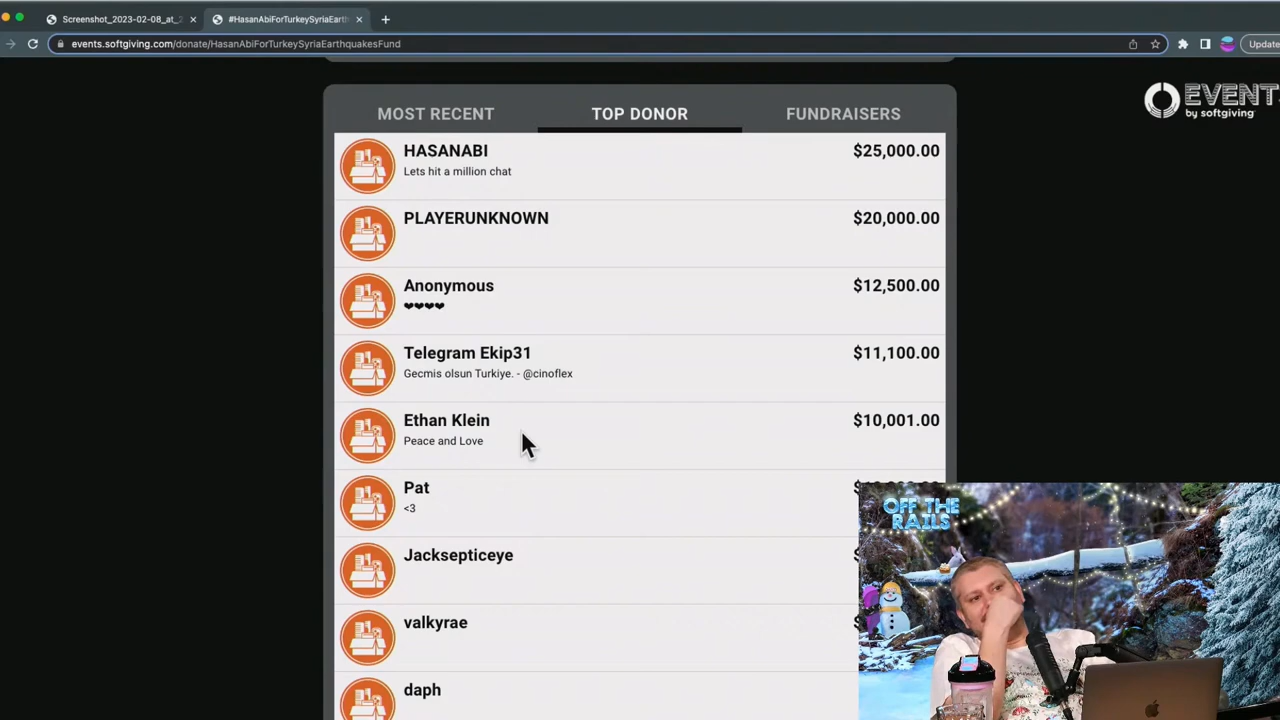 Screenshot_2023-02-08_at_2
#HasanAbiForTurkeySyriaEarth
events.softgiving.com/donate/HasanAbiForTurkeySyriaEarthquakesFund
Update
EVENT
by softgiving
MOST RECENT TOP DONOR FUNDRAISERS
HASANABI $25,000.00
Lets hit a million chat
PLAYERUNKNOWN $20,000.00
Anonymous $12,500.00
❤❤❤❤
Telegram Ekip31 $11,100.00
Gecmis olsun Turkiye. - @cinoflex
Ethan Klein $10,001.00
Peace and Love
Pat
<3
Jacksepticeye
valkyrae
daph
OFF THE
RAILS